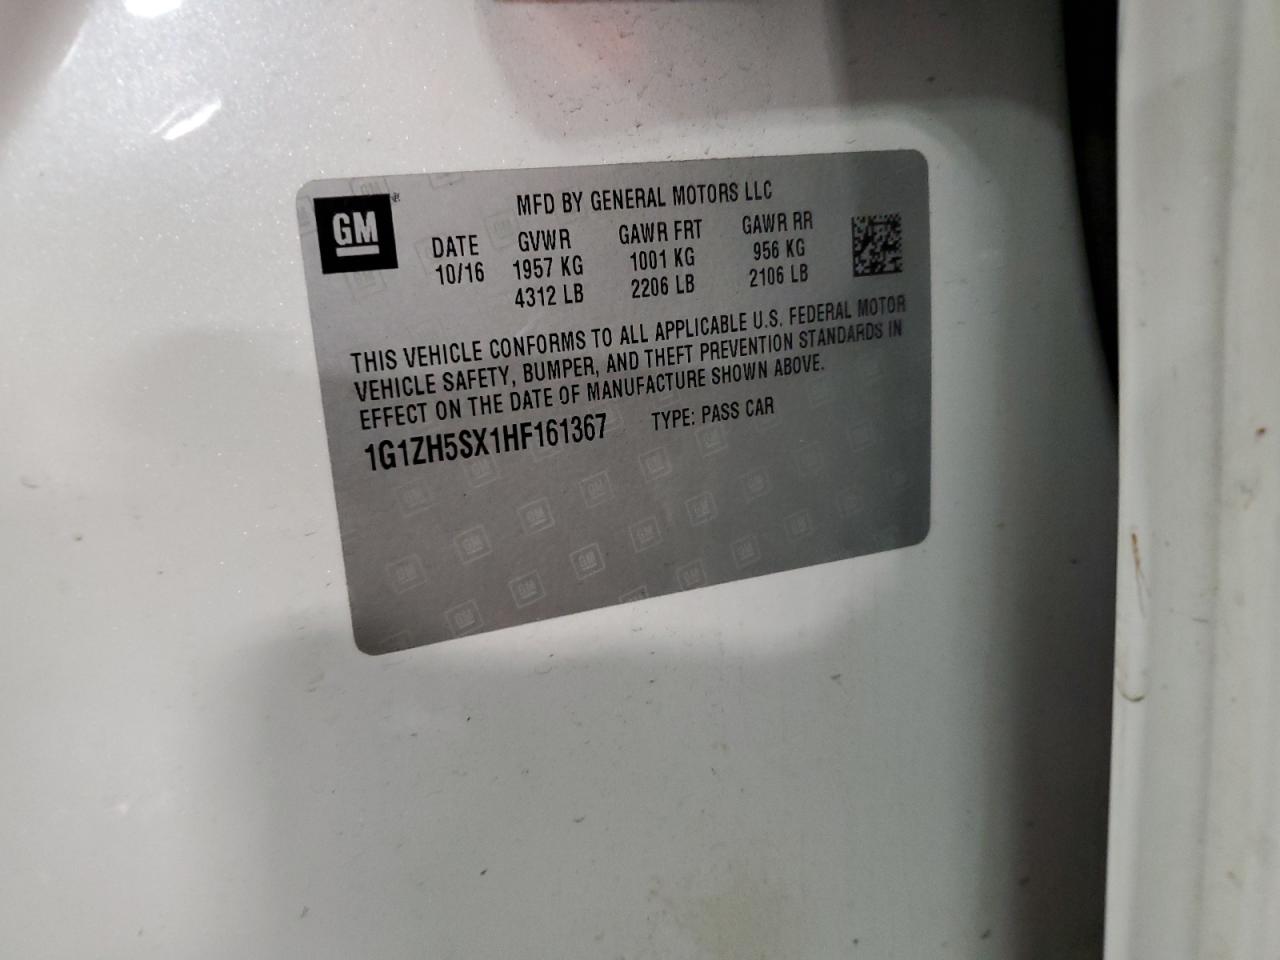 GM
MFD BY GENERAL MOTORS LLC
DATE GVWR GAWR FRT GAWR RR
10/16 1957 KG 1001 KG 956 KG
4312 LB 2206 LB 2106 LB
THIS VEHICLE CONFORMS TO ALL APPLICABLE U.S. FEDERAL MOTOR
VEHICLE SAFETY, BUMPER, AND THEFT PREVENTION STANDARDS IN
EFFECT ON THE DATE OF MANUFACTURE SHOWN ABOVE.
1G1ZH5SX1HF161367 TYPE: PASS CAR